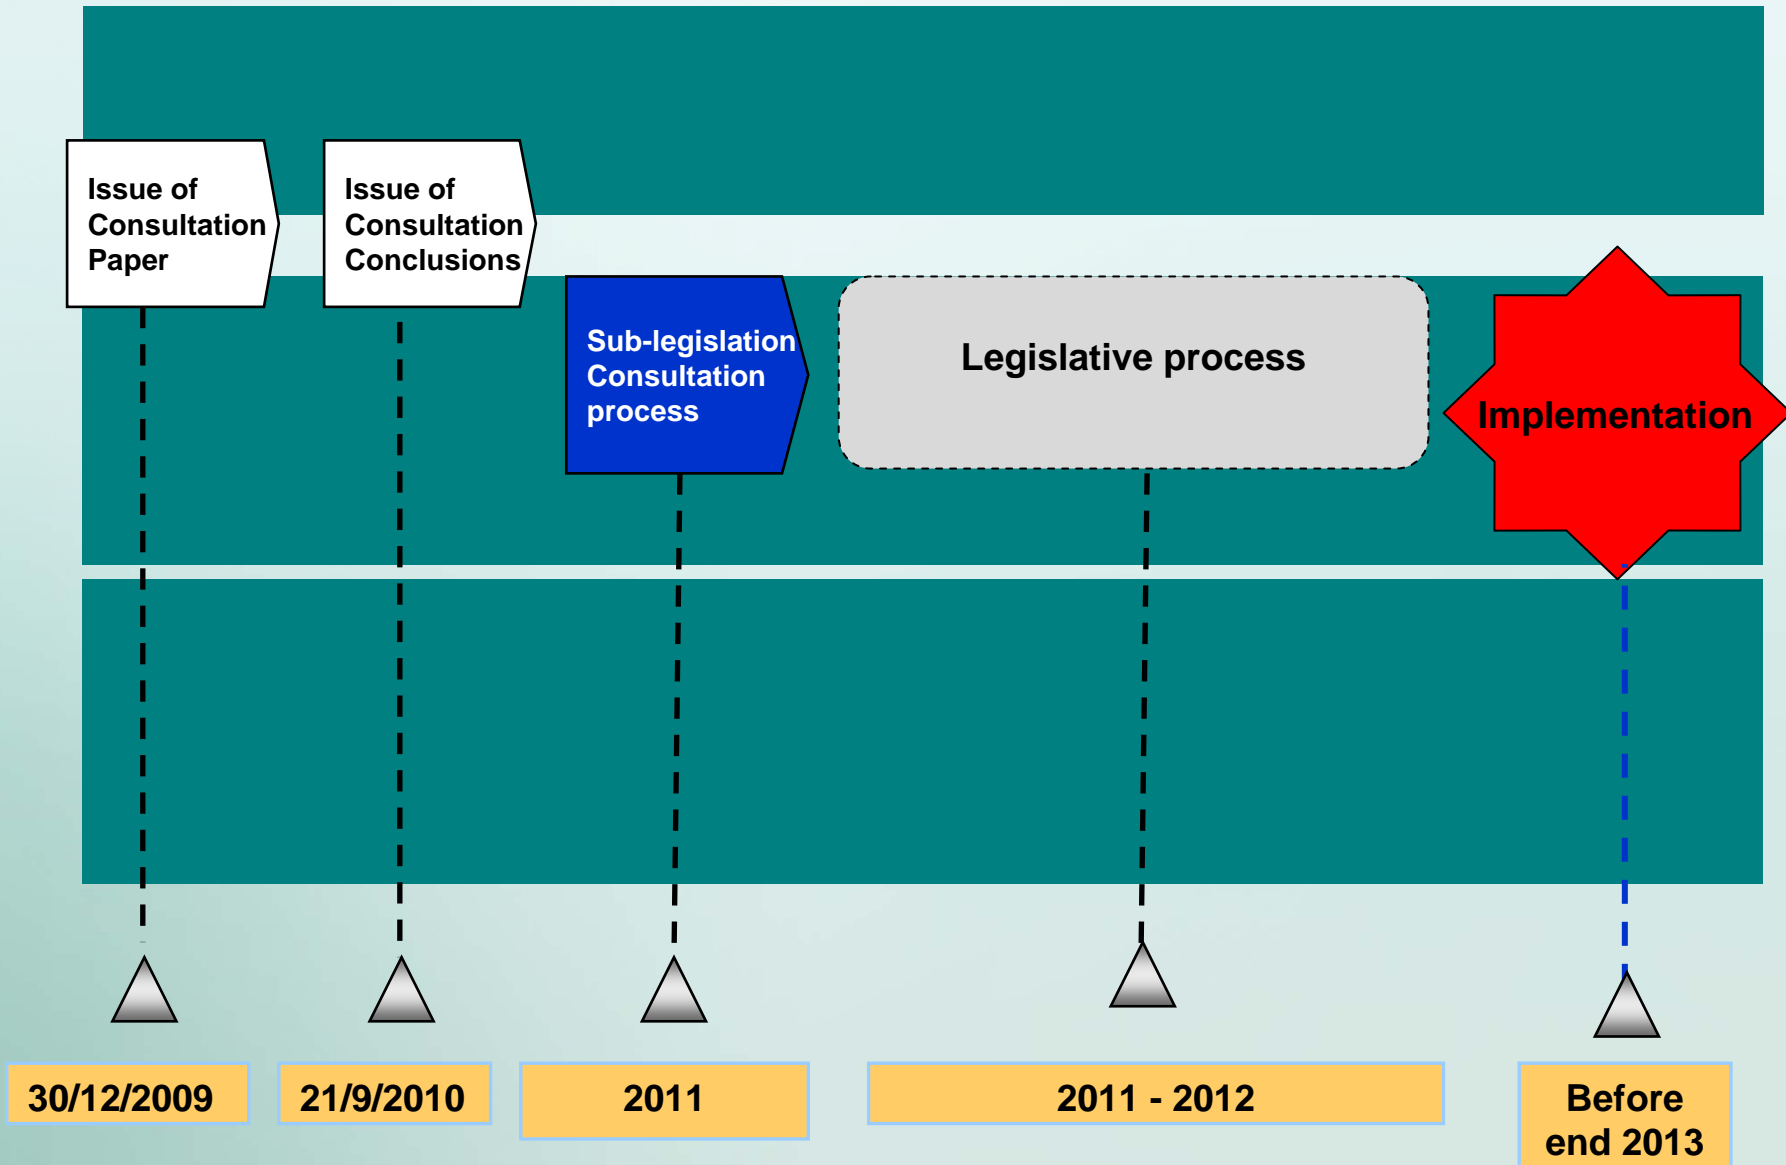 Issue of
Consultation
Paper
Issue of
Consultation
Conclusions
Sub-legislation
Consultation
process
Legislative process
Implementation
30/12/2009
21/9/2010
2011
2011 - 2012
Before
end 2013